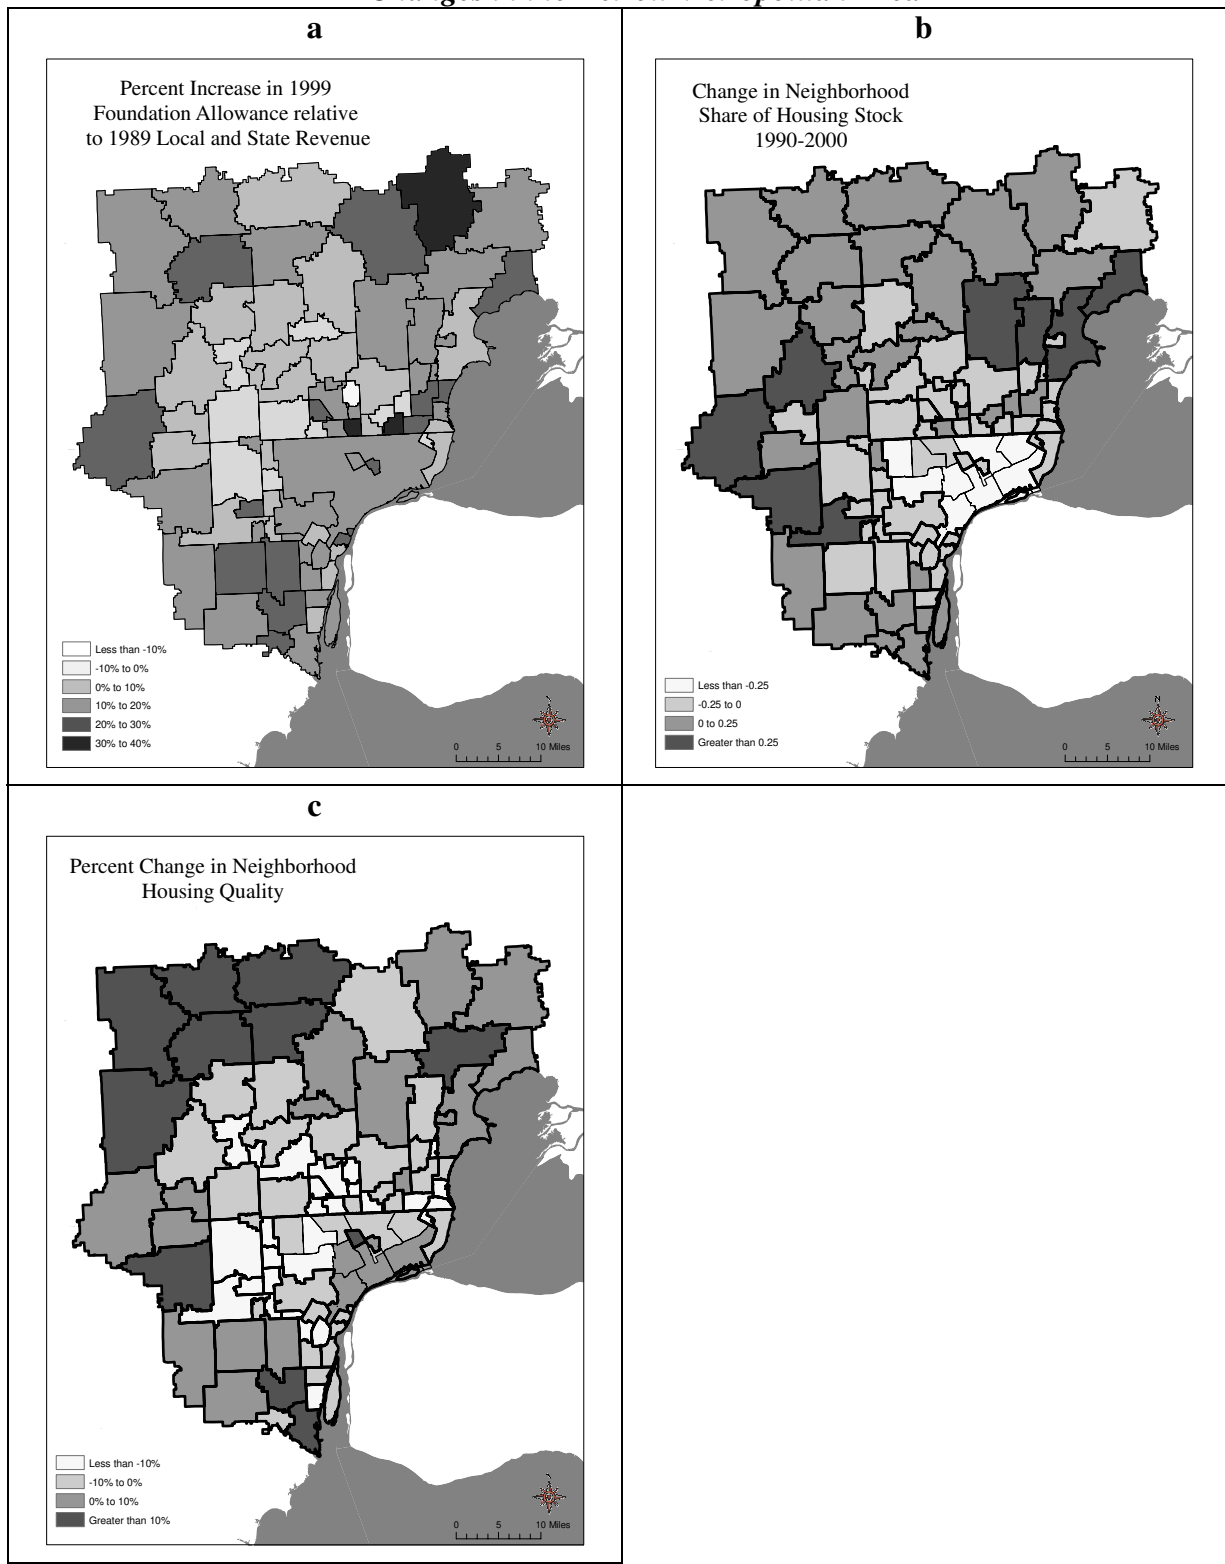 a
Percent Increase in 1999
Foundation Allowance relative
to 1989 Local and State Revenue
Less than -10%
-10% to 0%
0% to 10%
10% to 20%
20% to 30%
30% to 40%
N
0 5 10 Miles
b
Change in Neighborhood
Share of Housing Stock
1990-2000
Less than -0.25
-0.25 to 0
0 to 0.25
Greater than 0.25
N
0 5 10 Miles
c
Percent Change in Neighborhood
Housing Quality
Less than -10%
-10% to 0%
0% to 10%
Greater than 10%
N
0 5 10 Miles